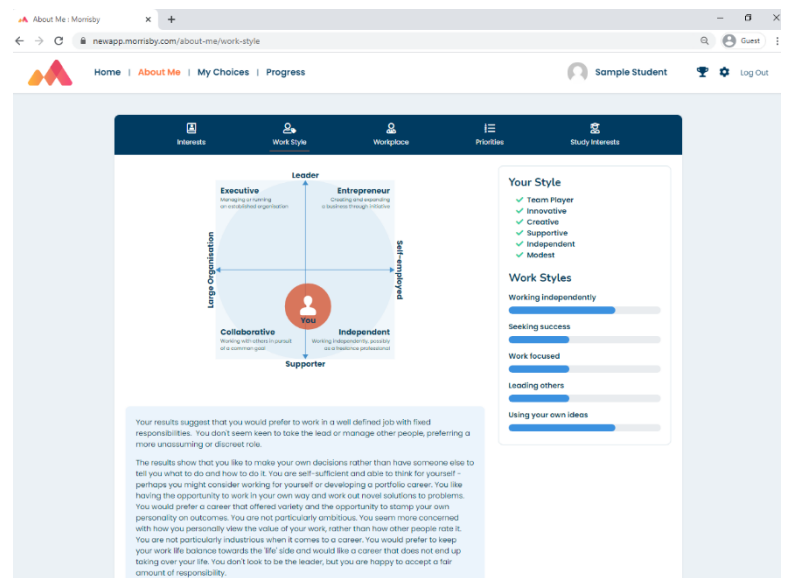 About Me : Morrisby
newapp.morrisby.com/about-me/work-style
Guest
Home | About Me | My Choices | Progress
Sample Student
Log Out
Interests
Work Style
Workplace
Priorities
Study Interests
Leader
Executive
Managing or running
an established organisation
Entrepreneur
Creating and expanding
a business through initiative
Large Organisation
Self-employed
You
Collaborative
Working with others in pursuit
of a common goal
Independent
Working independently, possibly
as a freelance professional
Supporter
Your Style
Team Player
Innovative
Creative
Supportive
Independent
Modest
Work Styles
Working independently
Seeking success
Work focused
Leading others
Using your own ideas
Your results suggest that you would prefer to work in a well defined job with fixed
responsibilities. You don't seem keen to take the lead or manage other people, preferring a
more unassuming or discreet role.
The results show that you like to make your own decisions rather than have someone else to
tell you what to do and how to do it. You are self-sufficient and able to think for yourself -
perhaps you might consider working for yourself or developing a portfolio career. You like
having the opportunity to work in your own way and work out novel solutions to problems.
You would prefer a career that offered variety and the opportunity to stamp your own
personality on outcomes. You are not particularly ambitious. You seem more concerned
with how you personally view the value of your work, rather than how other people rate it.
You are not particularly industrious when it comes to a career. You would prefer to keep
your work life balance towards the 'life' side and would like a career that does not end up
taking over your life. You don't look to be the leader, but you are happy to accept a fair
amount of responsibility.